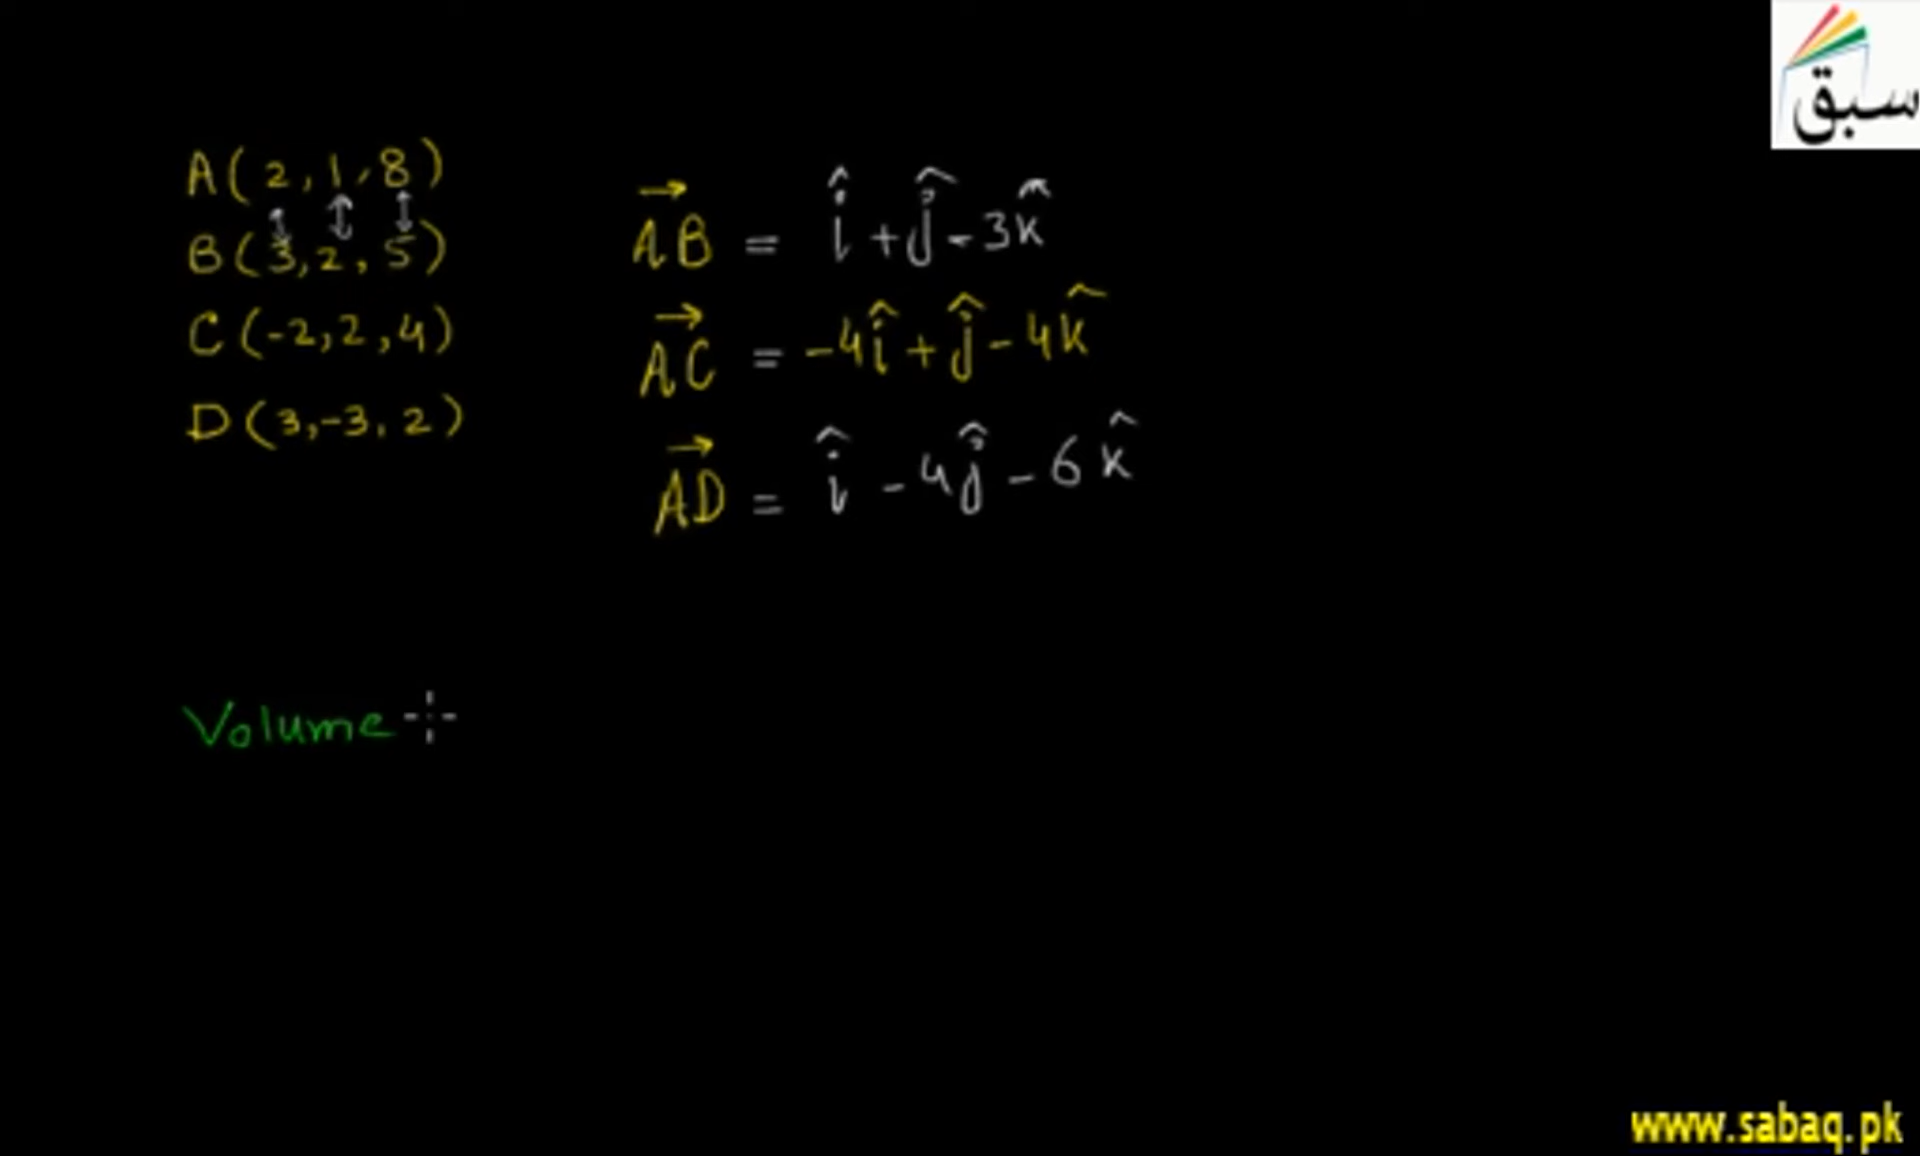 سبق
A(2,1,8)
B(3,2,5)
C(-2,2,4)
D(3,-3,2)
→AB = î + ĵ - 3k̂
→AC = -4î + ĵ - 4k̂
→AD = î - 4ĵ - 6k̂
Volume
www.sabaq.pk